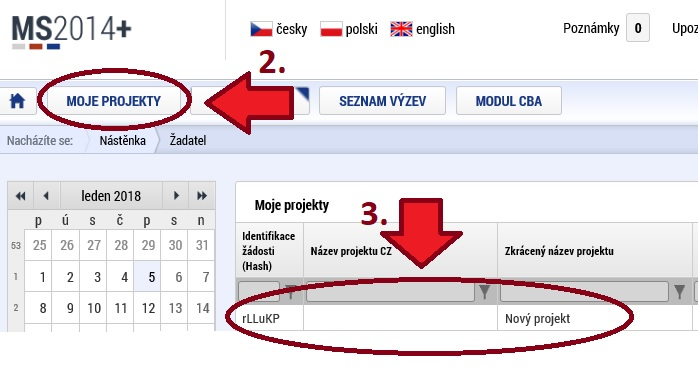 MS2014+
česky polski english
Poznámky 0
2.
MOJE PROJEKTY SEZNAM VÝZEV MODUL CBA
Nacházíte se: Nástěnka Žadatel
leden 2018
p ú s č p s n
53 25 26 27 28 29 30 31
1 1 2 3 4 5 6 7
2 8 9 10 11 12 13 14
Moje projekty
3.
Identifikace
žádosti
(Hash)
Název projektu CZ
Zkrácený název projektu
rLLuKP Nový projekt